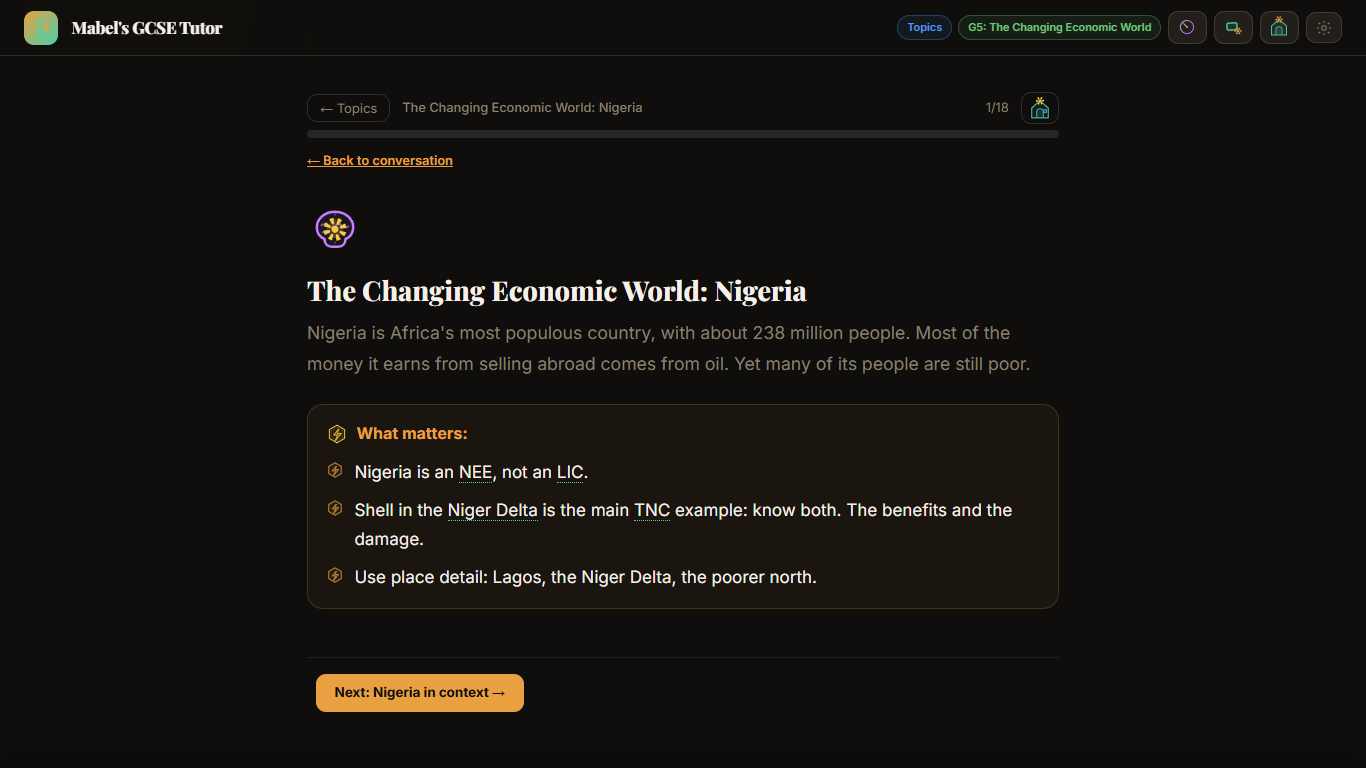 Mabel's GCSE Tutor
Topics
G5: The Changing Economic World
← Topics
The Changing Economic World: Nigeria
1/18
← Back to conversation
The Changing Economic World: Nigeria
Nigeria is Africa's most populous country, with about 238 million people. Most of the
money it earns from selling abroad comes from oil. Yet many of its people are still poor.
What matters:
Nigeria is an NEE, not an LIC.
Shell in the Niger Delta is the main TNC example: know both. The benefits and the
damage.
Use place detail: Lagos, the Niger Delta, the poorer north.
Next: Nigeria in context →